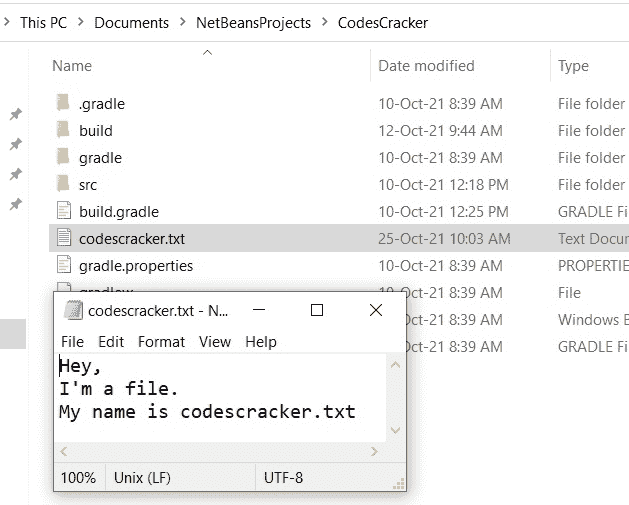 This PC > Documents > NetBeansProjects > CodesCracker
Name Date modified Type
.gradle 10-Oct-21 8:39 AM File folder
build 12-Oct-21 9:44 AM File folder
gradle 10-Oct-21 8:39 AM File folder
src 10-Oct-21 12:18 PM File folder
build.gradle 10-Oct-21 12:25 PM GRADLE Fi
codescracker.txt 25-Oct-21 10:03 AM Text Docu
gradle.properties 10-Oct-21 8:39 AM PROPERTIE
gradlew 10-Oct-21 8:39 AM File
-Oct-21 8:39 AM Windows B
-Oct-21 8:39 AM GRADLE Fi
codescracker.txt - N...
File Edit Format View Help
Hey,
I'm a file.
My name is codescracker.txt
100% Unix (LF) UTF-8